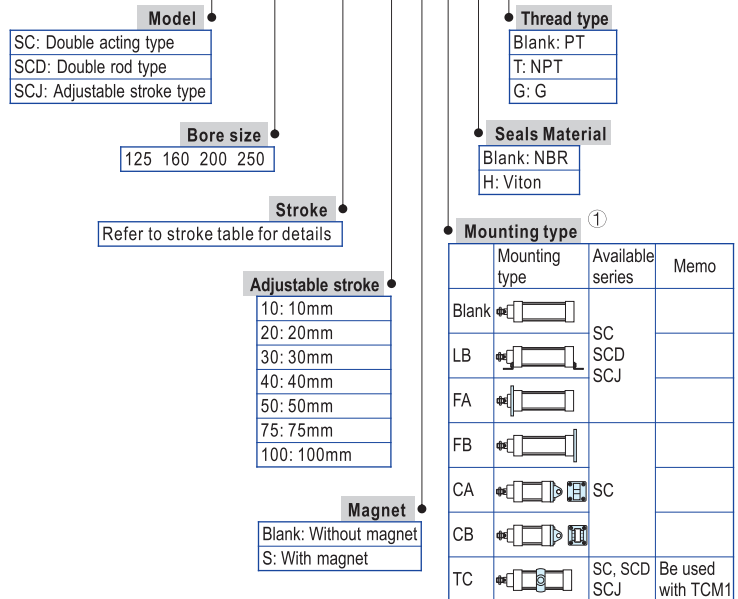 Model
SC: Double acting type
SCD: Double rod type
SCJ: Adjustable stroke type
Bore size
125 160 200 250
Stroke
Refer to stroke table for details
Adjustable stroke
10: 10mm
20: 20mm
30: 30mm
40: 40mm
50: 50mm
75: 75mm
100: 100mm
Magnet
Blank: Without magnet
S: With magnet
Thread type
Blank: PT
T: NPT
G: G
Seals Material
Blank: NBR
H: Viton
Mounting type ①
Mounting type
Available series
Memo
Blank
LB
FA
SC
SCD
SCJ
FB
CA
CB
SC
TC
SC, SCD
SCJ
Be used
with TCM1